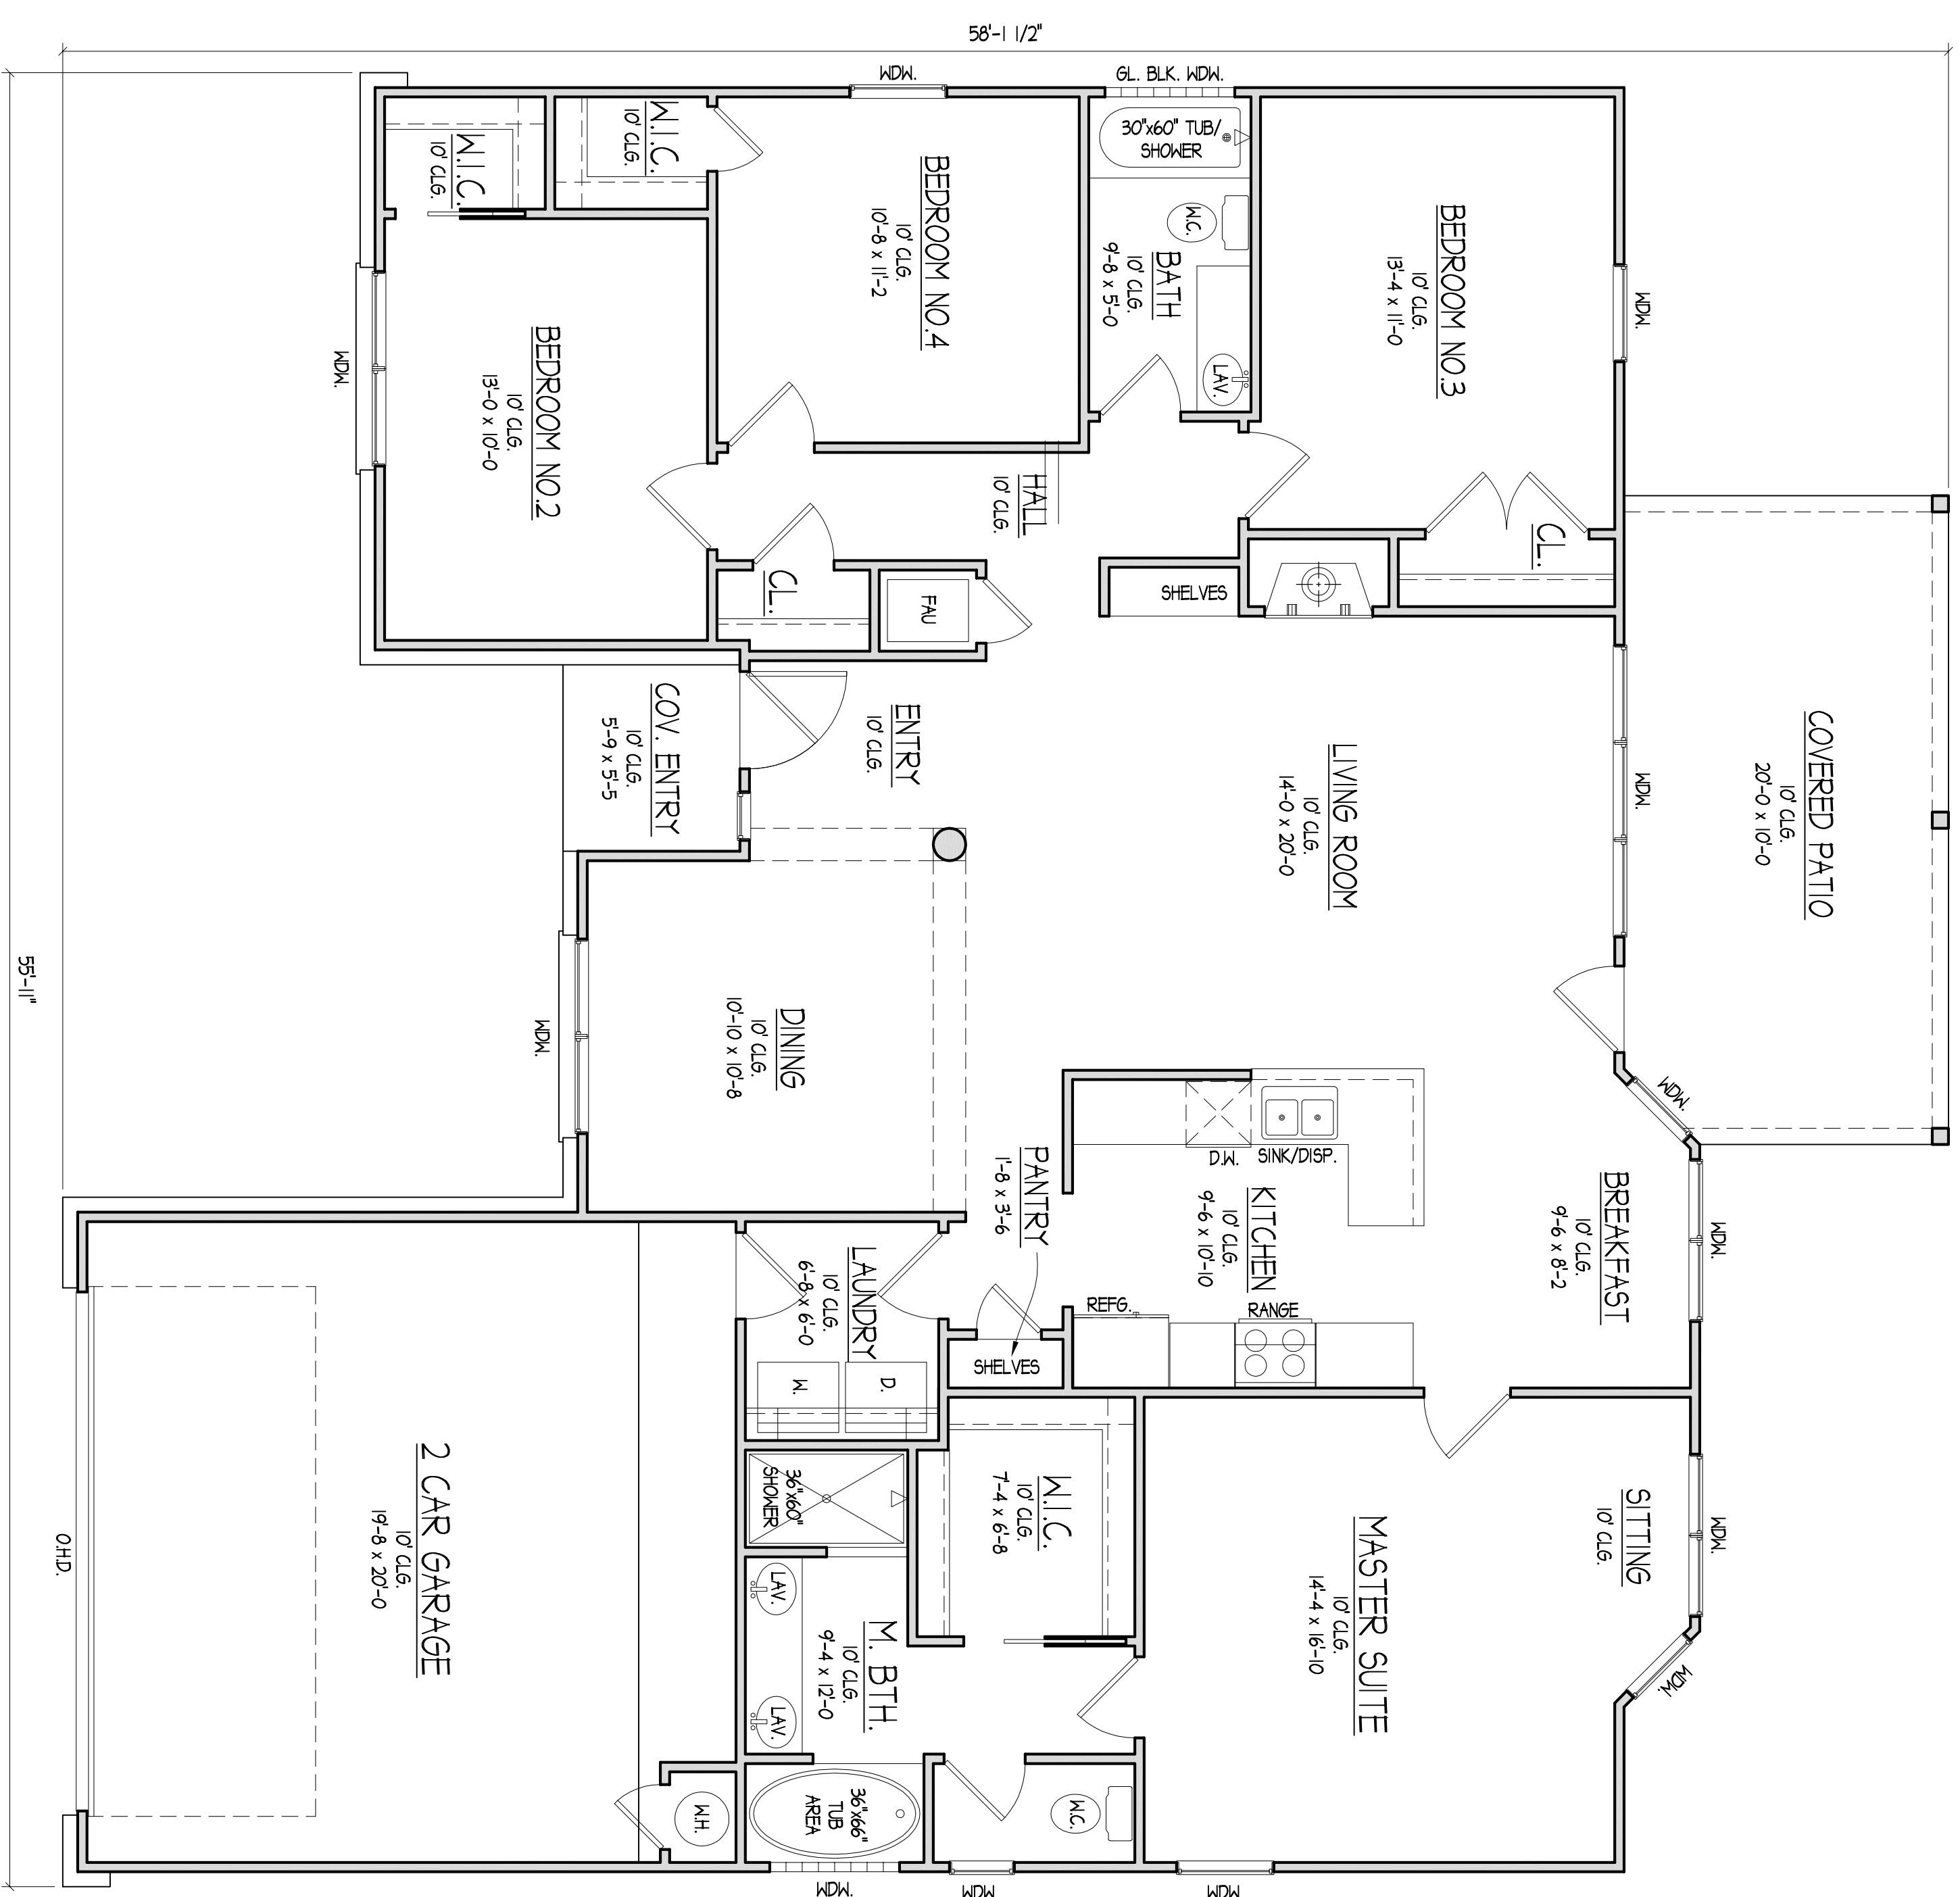 58'-1 1/2"
55'-11"
WDW.
GL. BLK. WDW.
W.I.C.
10' CLG.
W.I.C.
10' CLG.
BEDROOM NO.4
10' CLG.
10'-8 x 11'-2
30"x60" TUB/
SHOWER
W.C.
BATH
10' CLG.
9'-8 x 5'-0
LAV.
BEDROOM NO.3
10' CLG.
13'-4 x 11'-0
WDW.
BEDROOM NO.2
10' CLG.
13'-0 x 10'-0
WDW.
HALL
10' CLG.
CL.
CL.
FAU
SHELVES
COV. ENTRY
10' CLG.
5'-9 x 5'-5
ENTRY
10' CLG.
LIVING ROOM
10' CLG.
14'-0 x 20'-0
WDW.
COVERED PATIO
10' CLG.
20'-0 x 10'-0
DINING
10' CLG.
10'-10 x 10'-8
WDW.
PANTRY
1'-8 x 3'-6
SHELVES
D.W.
SINK/DISP.
KITCHEN
10' CLG.
9'-6 x 10'-10
REFG.
RANGE
WDW.
BREAKFAST
10' CLG.
9'-6 x 8'-2
WDW.
LAUNDRY
10' CLG.
6'-8 x 6'-0
W.
D.
2 CAR GARAGE
10' CLG.
19'-8 x 20'-0
O.H.D.
36"x60"
SHOWER
W.I.C.
10' CLG.
7'-4 x 6'-8
LAV.
LAV.
M. BTH.
10' CLG.
9'-4 x 12'-0
MASTER SUITE
10' CLG.
14'-4 x 16'-10
SITTING
10' CLG.
WDW.
WDW.
W.H.
36"x66"
TUB
AREA
W.C.
WDW.
WDW
WDW